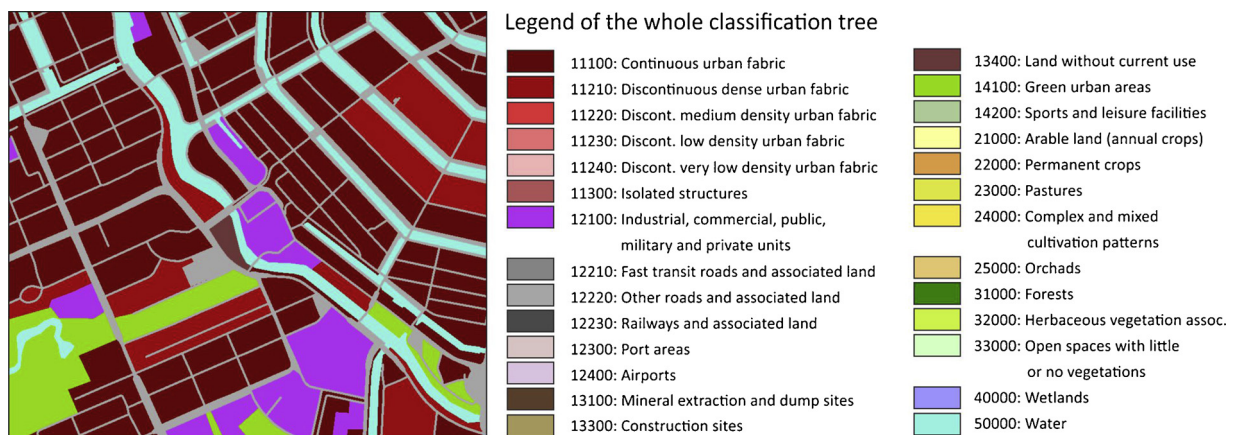 Legend of the whole classification tree
11100: Continuous urban fabric
11210: Discontinuous dense urban fabric
11220: Discont. medium density urban fabric
11230: Discont. low density urban fabric
11240: Discont. very low density urban fabric
11300: Isolated structures
12100: Industrial, commercial, public,
military and private units
12210: Fast transit roads and associated land
12220: Other roads and associated land
12230: Railways and associated land
12300: Port areas
12400: Airports
13100: Mineral extraction and dump sites
13300: Construction sites
13400: Land without current use
14100: Green urban areas
14200: Sports and leisure facilities
21000: Arable land (annual crops)
22000: Permanent crops
23000: Pastures
24000: Complex and mixed
cultivation patterns
25000: Orchads
31000: Forests
32000: Herbaceous vegetation assoc.
33000: Open spaces with little
or no vegetations
40000: Wetlands
50000: Water